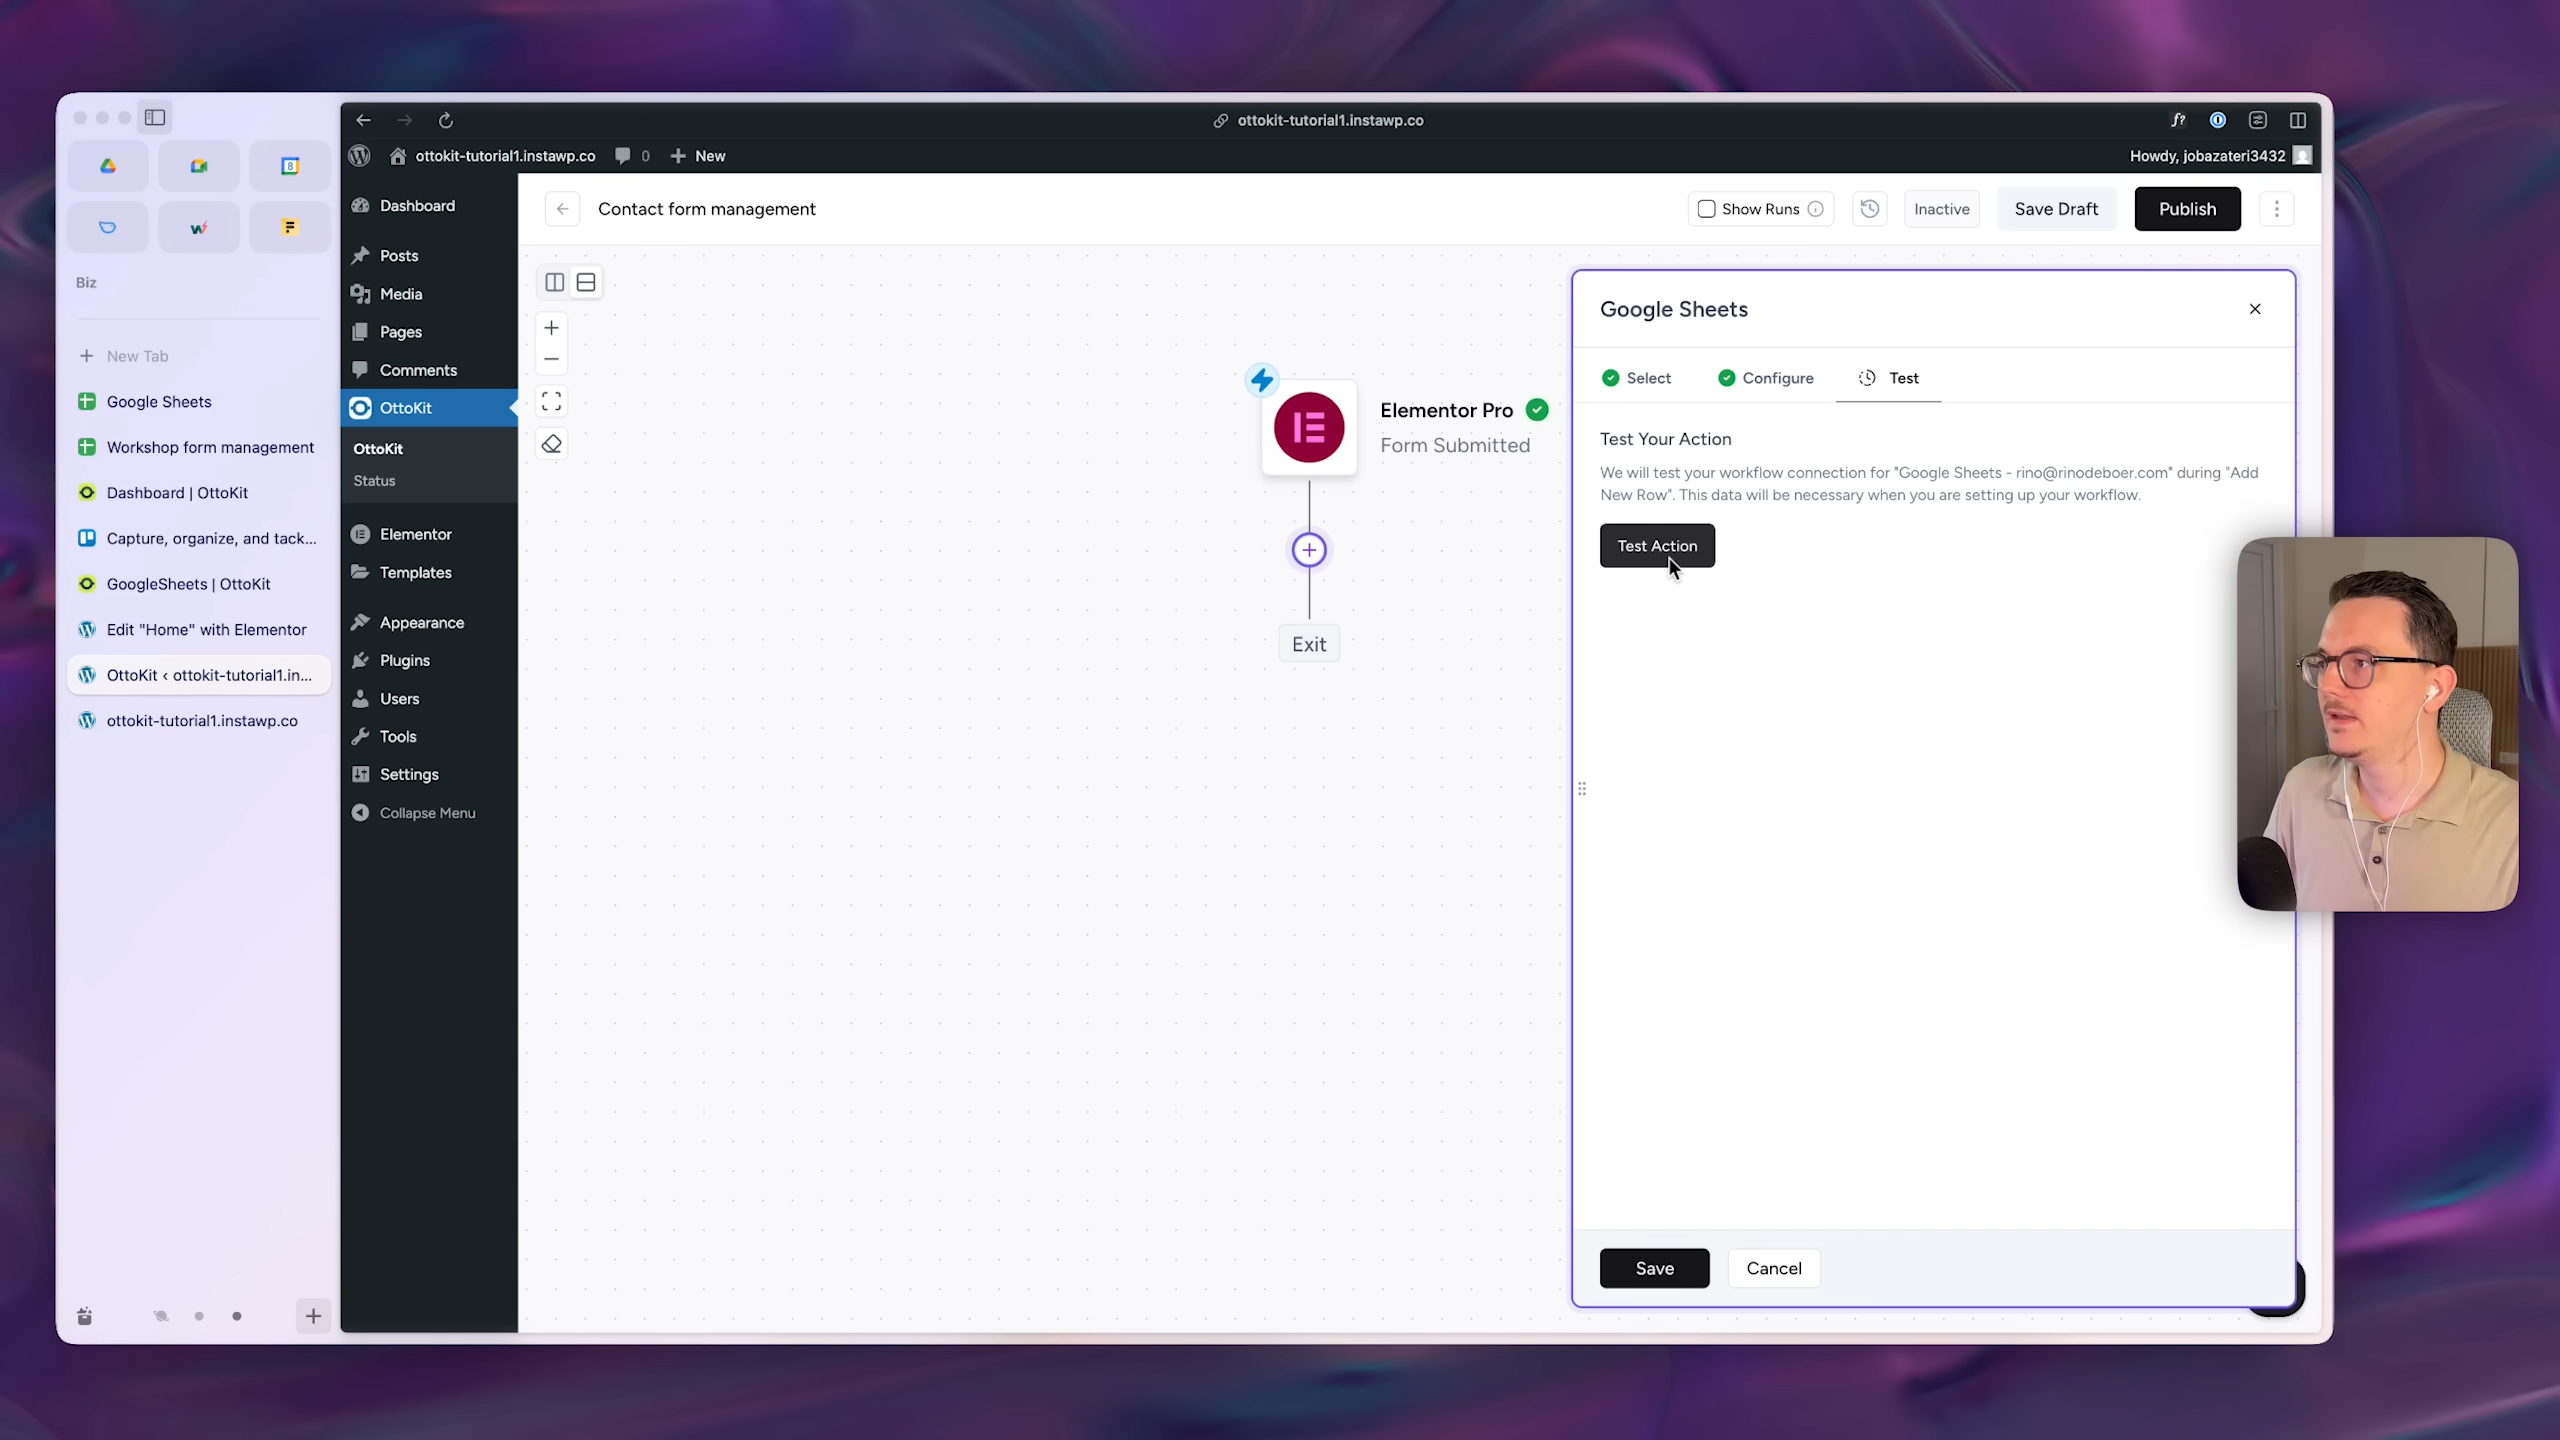 Biz
New Tab
Google Sheets
Workshop form management
Dashboard | OttoKit
Capture, organize, and tack...
GoogleSheets | OttoKit
Edit "Home" with Elementor
OttoKit ‹ ottokit-tutorial1.in...
ottokit-tutorial1.instawp.co
ottokit-tutorial1.instawp.co
ottokit-tutorial1.instawp.co
0
New
Howdy, jobazateri3432
Dashboard
Posts
Media
Pages
Comments
OttoKit
OttoKit
Status
Elementor
Templates
Appearance
Plugins
Users
Tools
Settings
Collapse Menu
Contact form management
Show Runs
Inactive
Save Draft
Publish
Elementor Pro
Form Submitted
Exit
Google Sheets
Select
Configure
Test
Test Your Action
We will test your workflow connection for "Google Sheets - rino@rinodeboer.com" during "Add
New Row". This data will be necessary when you are setting up your workflow.
Test Action
Save
Cancel